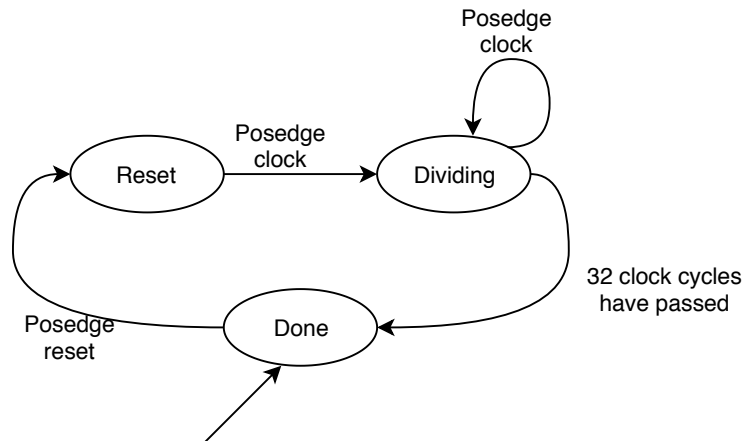 Posedge
clock
Posedge
clock
Reset
Dividing
32 clock cycles
have passed
Done
Posedge
reset